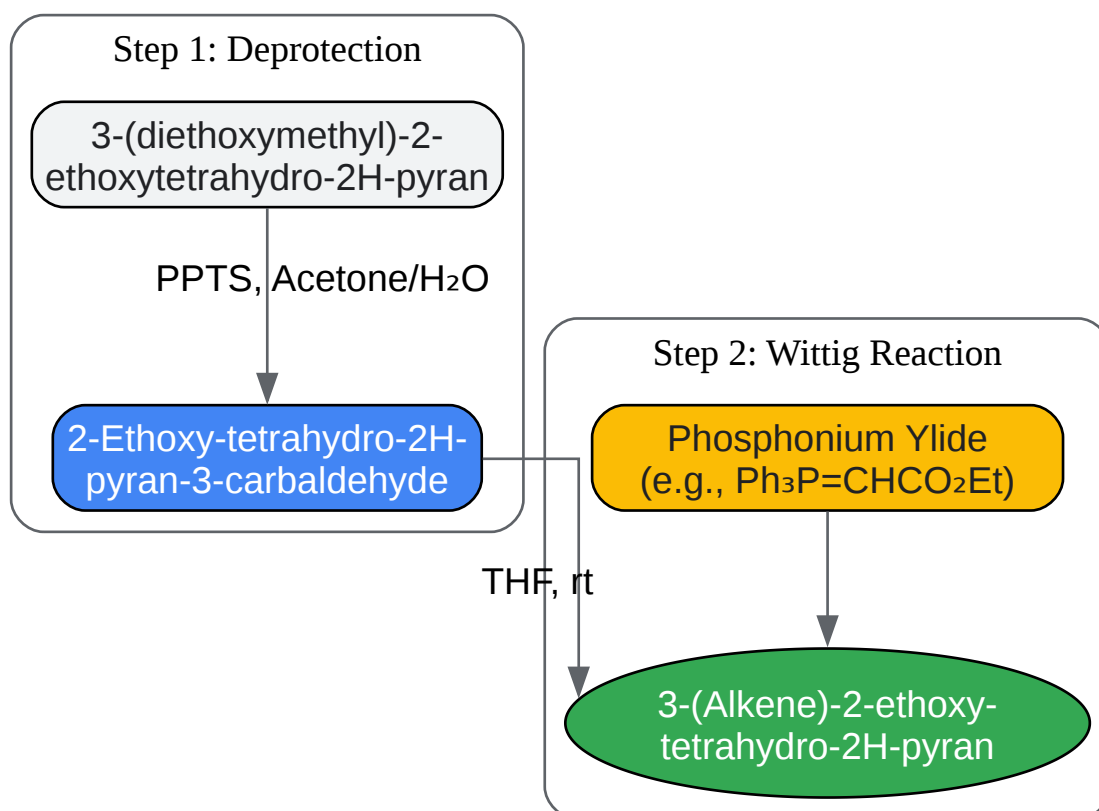 Step 1: Deprotection
3-(diethoxymethyl)-2-
ethoxytetrahydro-2H-pyran
PPTS, Acetone/H₂O
2-Ethoxy-tetrahydro-2H-
pyran-3-carbaldehyde
Step 2: Wittig Reaction
Phosphonium Ylide
(e.g., Ph₃P=CHCO₂Et)
THF, rt
3-(Alkene)-2-ethoxy-
tetrahydro-2H-pyran